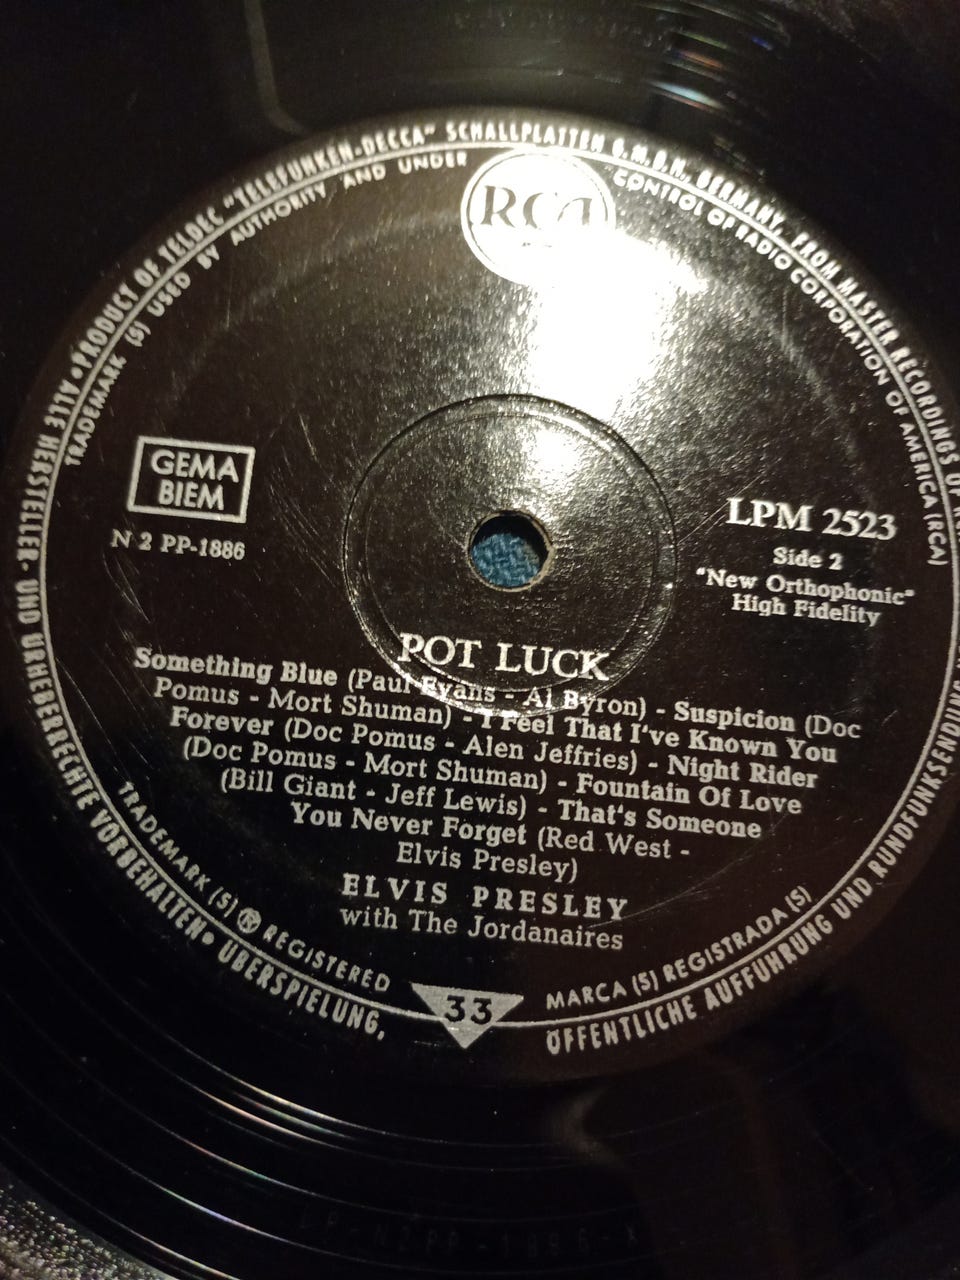 ALLE HERSTELLER- UND URHEBERRECHTE VORBEHALTEN • ÜBERSPIELUNG,
ÖFFENTLICHE AUFFÜHRUNG UND RUNDFUNKSENDUNG
• PRODUCT OF TELDEC "TELEFUNKEN-DECCA" SCHALLPLATTEN G.M.B.H., GERMANY, FROM MASTER RECORDINGS OF
TRADEMARK (S) USED BY AUTHORITY AND UNDER
CONTROL OF RADIO CORPORATION OF AMERICA (RCA)
RCA
GEMA
BIEM
N 2 PP-1886
LPM 2523
Side 2
"New Orthophonic"
High Fidelity
POT LUCK
Something Blue (Paul Evans - Al Byron) - Suspicion (Doc
Pomus - Mort Shuman) - I Feel That I've Known You
Forever (Doc Pomus - Alen Jeffries) - Night Rider
(Doc Pomus - Mort Shuman) - Fountain Of Love
(Bill Giant - Jeff Lewis) - That's Someone
You Never Forget (Red West -
Elvis Presley)
ELVIS PRESLEY
with The Jordanaires
TRADEMARK (S) REGISTERED
33
MARCA (S) REGISTRADA (S)